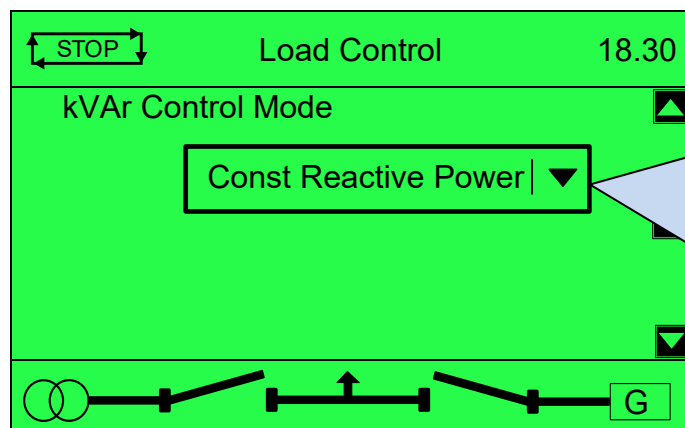 STOP Load Control 18.30
kVAr Control Mode
Const Reactive Power
G